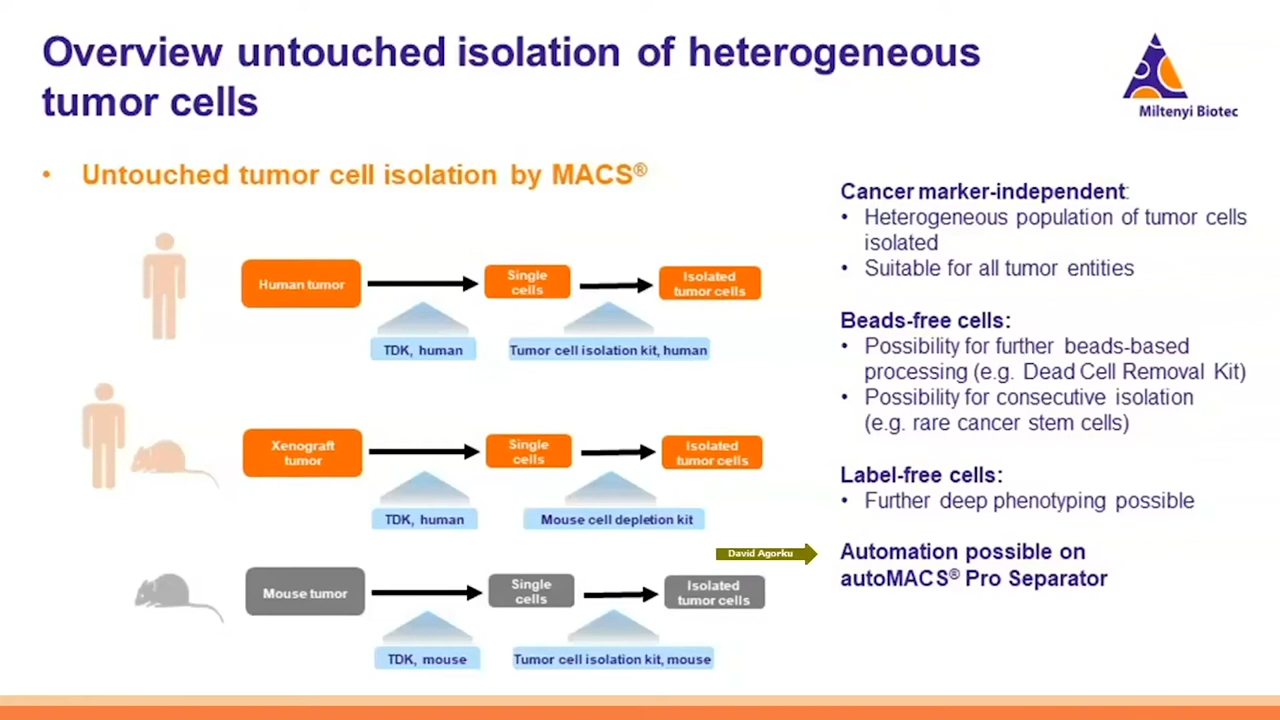 Overview untouched isolation of heterogeneous
tumor cells
Miltenyi Biotec
• Untouched tumor cell isolation by MACS®
Human tumor
Single
cells
Isolated
tumor cells
TDK, human
Tumor cell isolation kit, human
Xenograft
tumor
Single
cells
Isolated
tumor cells
TDK, human
Mouse cell depletion kit
Mouse tumor
Single
cells
Isolated
tumor cells
TDK, mouse
Tumor cell isolation kit, mouse
Cancer marker-independent:
• Heterogeneous population of tumor cells
isolated
• Suitable for all tumor entities
Beads-free cells:
• Possibility for further beads-based
processing (e.g. Dead Cell Removal Kit)
• Possibility for consecutive isolation
(e.g. rare cancer stem cells)
Label-free cells:
• Further deep phenotyping possible
David Agorku
Automation possible on
autoMACS® Pro Separator